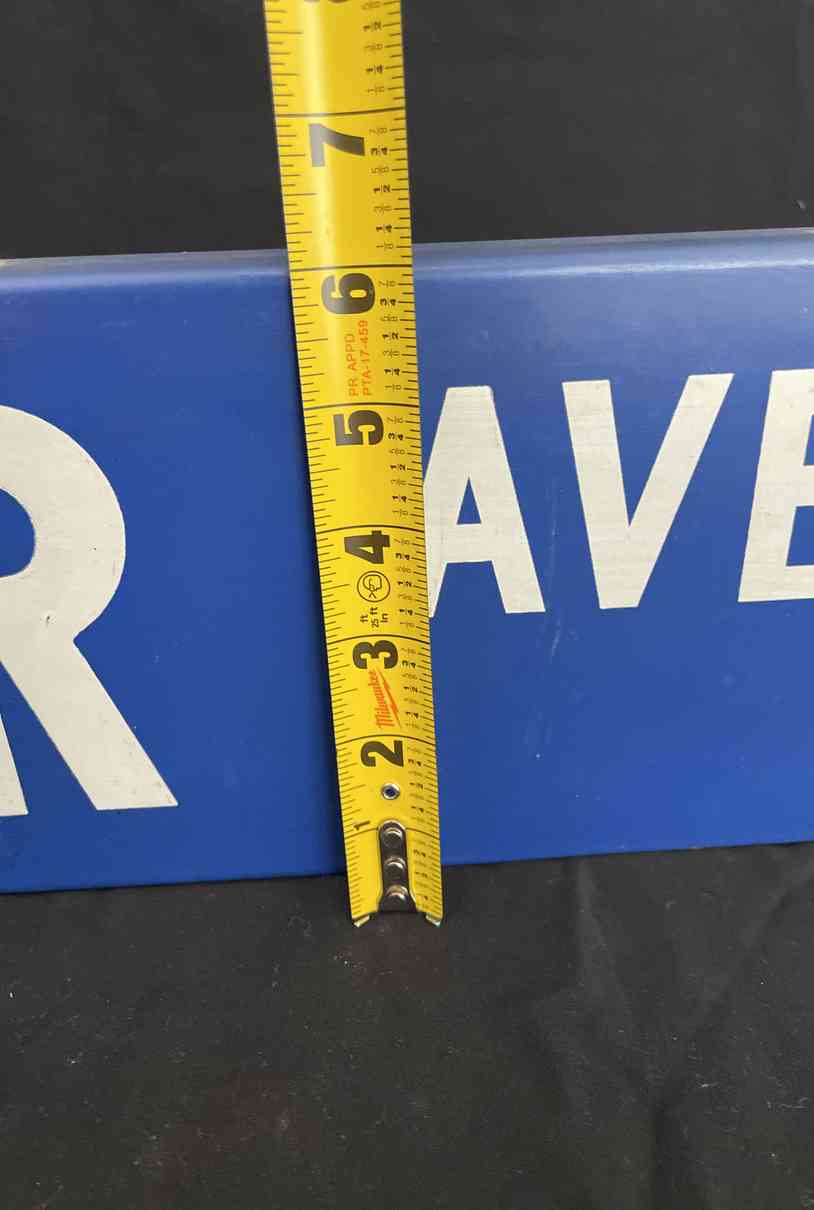 R AVE
7
6
PR APPD
PTA-17-459
5
4
ft
25 ft
in
3
Milwaukee
2
1